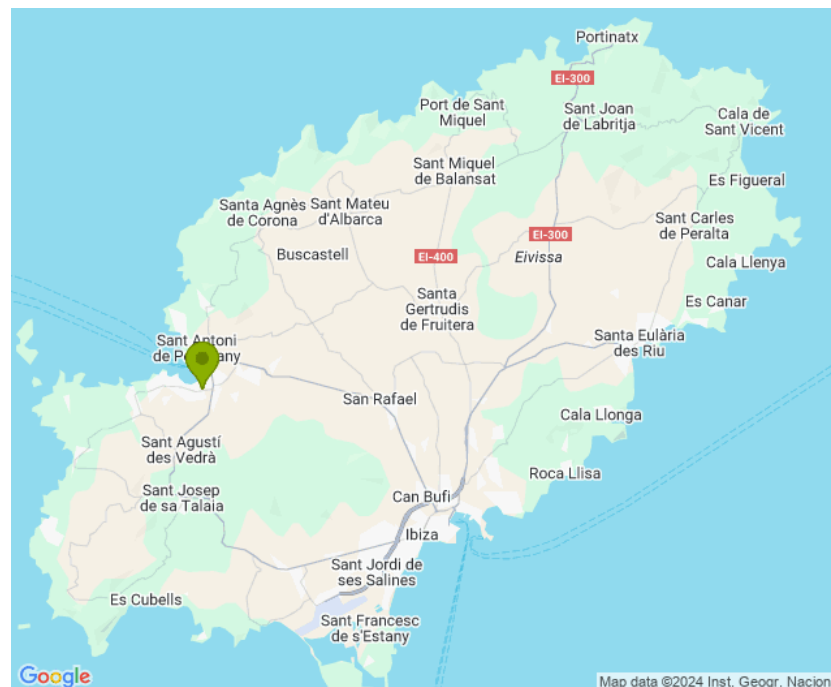 Portinatx
EI-300
Port de Sant
Miquel
Sant Joan
de Labritja
Cala de
Sant Vicent
Sant Miquel
de Balansat
Es Figueral
Santa Agnès
de Corona
Sant Mateu
d'Albarca
Sant Carles
de Peralta
EI-300
Buscastell
EI-400
Eivissa
Cala Llenya
Santa
Gertrudis
de Fruitera
Es Canar
Sant Antoni
de Po
any
Santa Eulària
des Riu
San Rafael
Cala Llonga
Sant Agustí
des Vedrà
Roca Llisa
Sant Josep
de sa Talaia
Can Bufi
Ibiza
Sant Jordi de
ses Salines
Es Cubells
Sant Francesc
de s'Estany
Google
Map data ©2024 Inst. Geogr. Nacion